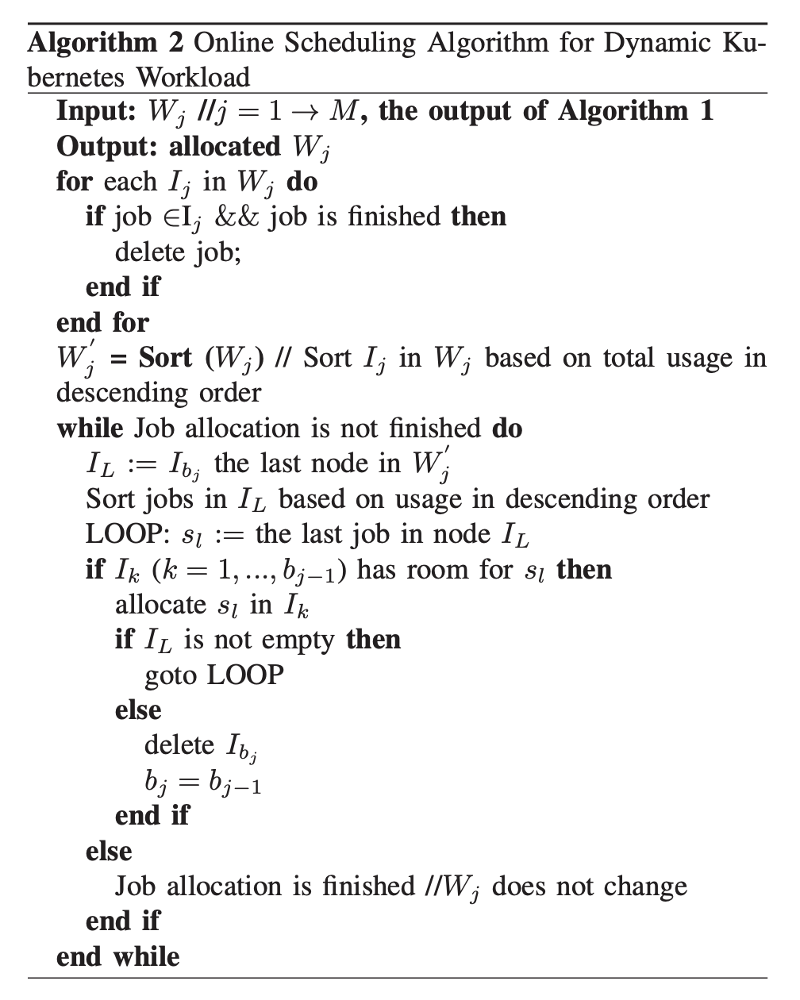 Algorithm 2 Online Scheduling Algorithm for Dynamic Ku-
bernetes Workload
Input: W_j //j = 1 → M, the output of Algorithm 1
Output: allocated W_j
for each I_j in W_j do
if job ∈I_j && job is finished then
delete job;
end if
end for
W_j' = Sort (W_j) // Sort I_j in W_j based on total usage in
descending order
while Job allocation is not finished do
I_L := I_{b_j} the last node in W_j'
Sort jobs in I_L based on usage in descending order
LOOP: s_l := the last job in node I_L
if I_k (k = 1, ..., b_{j−1}) has room for s_l then
allocate s_l in I_k
if I_L is not empty then
goto LOOP
else
delete I_{b_j}
b_j = b_{j−1}
end if
else
Job allocation is finished //W_j does not change
end if
end while